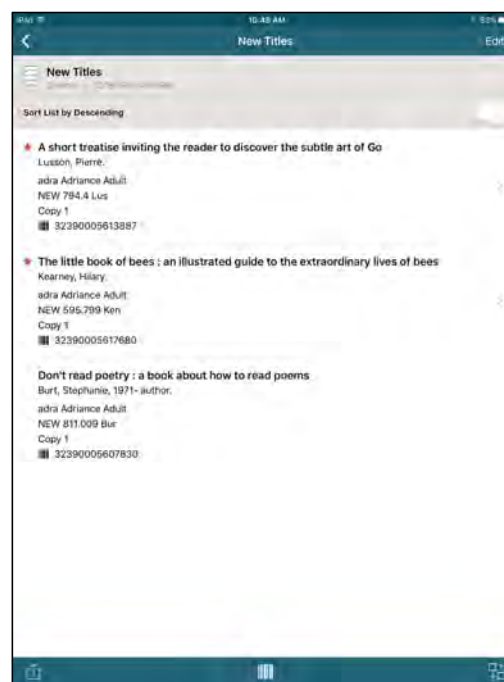 iPad
10:49 AM
New Titles
Edit
New Titles
Sort List by Descending
A short treatise inviting the reader to discover the subtle art of Go
Lusson, Pierre.
adra Adriance Adult
NEW 794.4 Lus
Copy 1
32390005613887
The little book of bees : an illustrated guide to the extraordinary lives of bees
Kearney, Hilary.
adra Adriance Adult
NEW 595.799 Ken
Copy 1
32390005617680
Don't read poetry : a book about how to read poems
Burt, Stephanie, 1971- author.
adra Adriance Adult
NEW 811.009 Bur
Copy 1
32390005607830